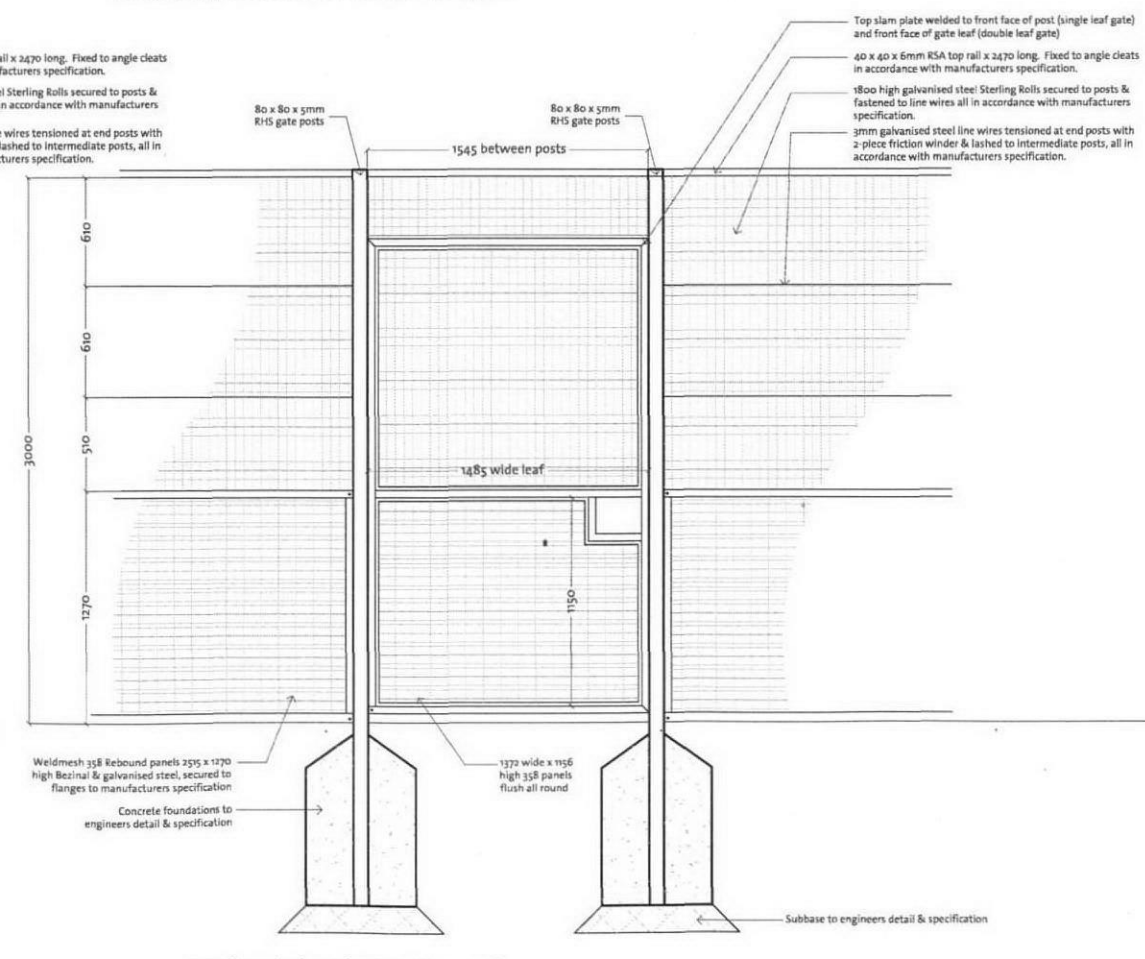 ail x 2470 long. Fixed to angle cleats
facturers specification.
el Sterling Rolls secured to posts &
in accordance with manufacturers
e wires tensioned at end posts with
lashed to Intermediate posts, all in
cturers specification.
80 x 80 x 5mm
RHS gate posts
80 x 80 x 5mm
RHS gate posts
Top slam plate welded to front face of post (single leaf gate)
and front face of gate leaf (double leaf gate)
40 x 40 x 6mm RSA top rail x 2470 long. Fixed to angle cleats
in accordance with manufacturers specification.
1800 high galvanised steel Sterling Rolls secured to posts &
fastened to line wires all in accordance with manufacturers
specification.
3mm galvanised steel line wires tensioned at end posts with
2-piece friction winder & lashed to intermediate posts, all in
accordance with manufacturers specification.
1545 between posts
610
610
510
3000
1270
1485 wide leaf
1150
Weldmesh 358 Rebound panels 2515 x 1270
high Bezinal & galvanised steel, secured to
flanges to manufacturers specification
1372 wide x 1156
high 358 panels
flush all round
Concrete foundations to
engineers detail & specification
Subbase to engineers detail & specification